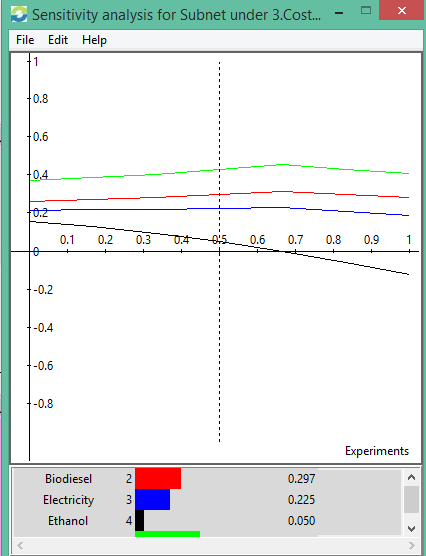 Sensitivity analysis for Subnet under 3.Cost...
File Edit Help
1
0.8
0.6
0.4
0.2
0.1 0.2 0.3 0.4 0.5 0.6 0.7 0.8 0.9 1
0
-0.2
-0.4
-0.6
-0.8
Experiments
Biodiesel 2 0.297
Electricity 3 0.225
Ethanol 4 0.050